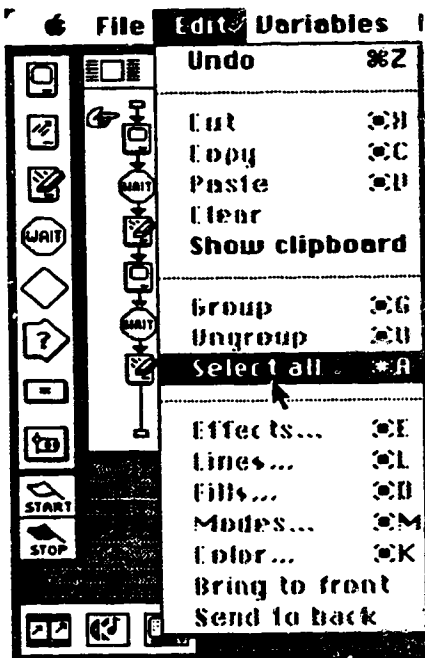 File Edit Variables
Undo ⌘Z
Cut ⌘X
Copy ⌘C
Paste ⌘V
Clear
Show clipboard
Group ⌘G
Ungroup ⌘U
Select all ⌘A
Effects... ⌘E
Lines... ⌘L
Fills... ⌘D
Modes... ⌘M
Color... ⌘K
Bring to front
Send to back
WAIT
WAIT
WAIT
?
=
START
STOP